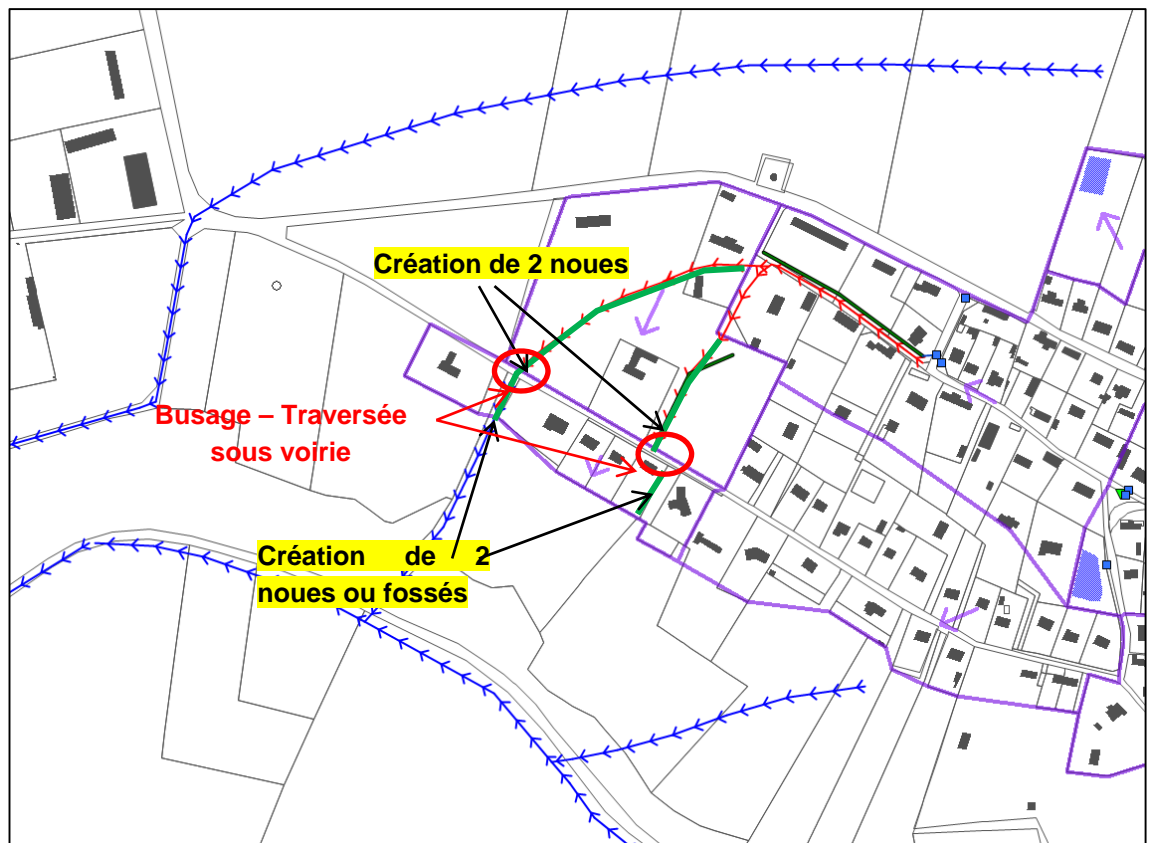 Création de 2 noues
Busage – Traversée
sous voirie
Création de 2
noues ou fossés